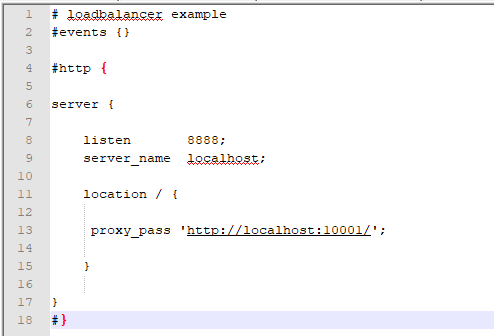 1 # loadbalancer example
2 #events {}
3
4 #http {
5
6 server {
7
8 listen 8888;
9 server_name localhost;
10
11 location / {
12
13 proxy_pass 'http://localhost:10001/';
14
15 }
16
17 }
18 #}